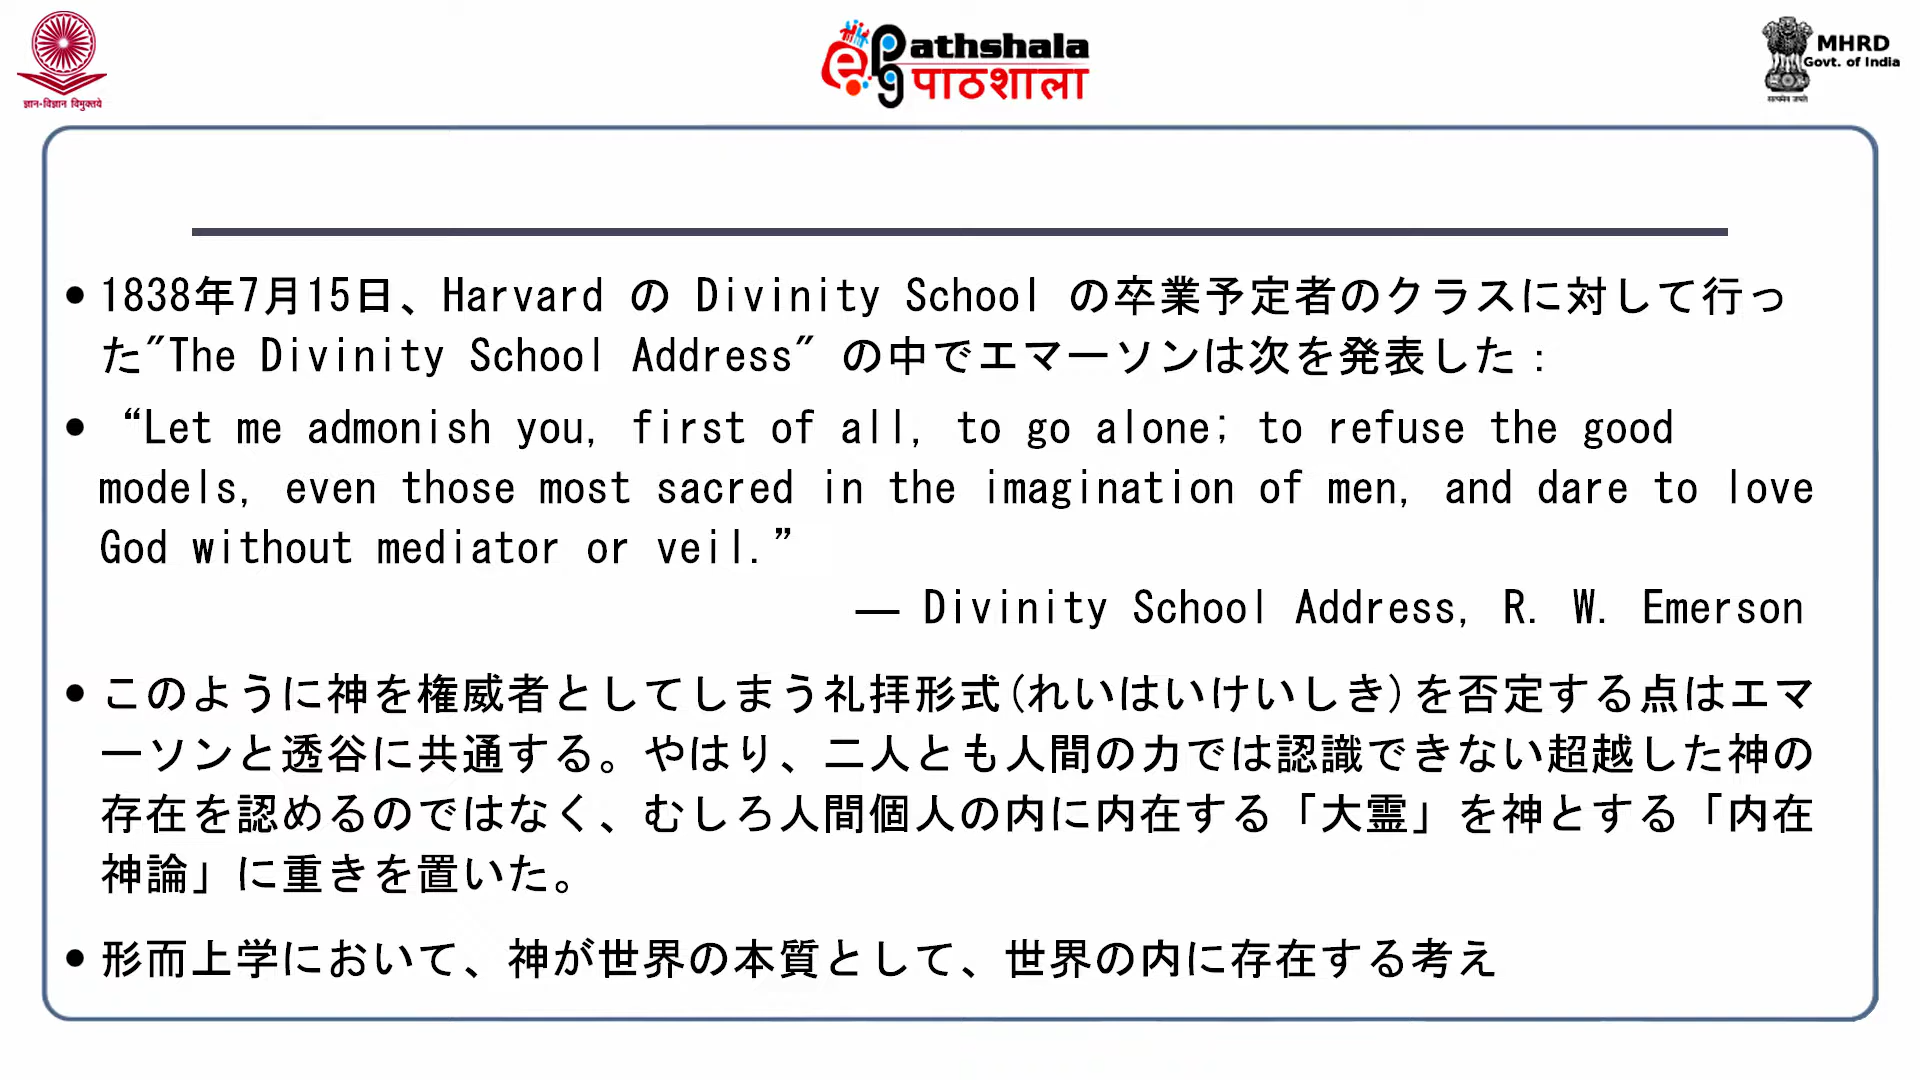 ज्ञान-विज्ञान विमुक्तये
ePathshala
पाठशाला
MHRD
Govt. of India
सत्यमेव जयते
• 1838年7月15日、Harvard の Divinity School の卒業予定者のクラスに対して行っ
た"The Divinity School Address" の中でエマーソンは次を発表した：
• “Let me admonish you, first of all, to go alone; to refuse the good
models, even those most sacred in the imagination of men, and dare to love
God without mediator or veil.”
— Divinity School Address, R. W. Emerson
• このように神を権威者としてしまう礼拝形式(れいはいけいしき)を否定する点はエマ
ーソンと透谷に共通する。やはり、二人とも人間の力では認識できない超越した神の
存在を認めるのではなく、むしろ人間個人の内に内在する「大霊」を神とする「内在
神論」に重きを置いた。
• 形而上学において、神が世界の本質として、世界の内に存在する考え